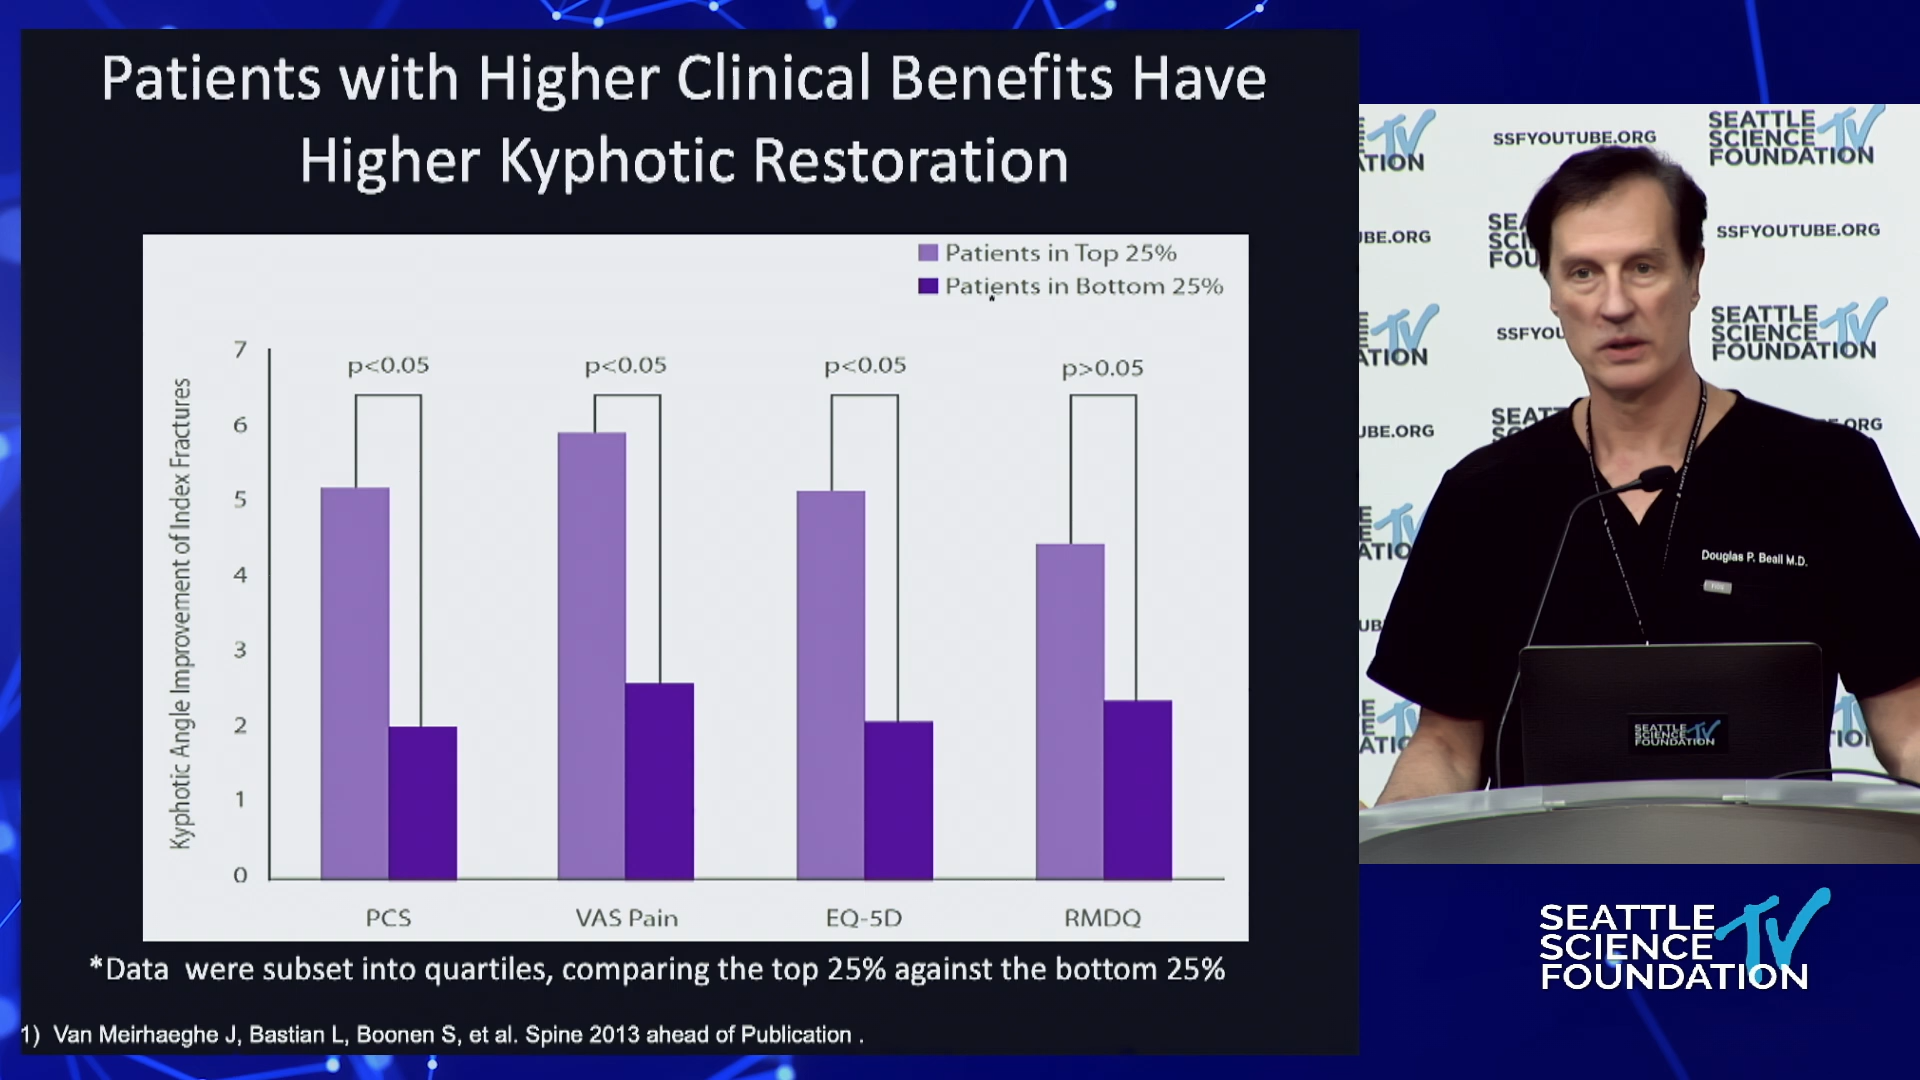 Patients with Higher Clinical Benefits Have
Higher Kyphotic Restoration
Patients in Top 25%
Patients in Bottom 25%
*
Kyphotic Angle Improvement of Index Fractures
7
6
5
4
3
2
1
0
p<0.05
p<0.05
p<0.05
p>0.05
PCS
VAS Pain
EQ-5D
RMDQ
*Data were subset into quartiles, comparing the top 25% against the bottom 25%
1) Van Meirhaeghe J, Bastian L, Boonen S, et al. Spine 2013 ahead of Publication .
SSFYOUTUBE.ORG
SEATTLE
SCIENCE
FOUNDATION
TV
SSFYOUTUBE.ORG
SEATTLE
SCIENCE
FOUNDATION
TV
Douglas P. Beall M.D.
SEATTLE
SCIENCE
FOUNDATION
TV
SEATTLE
SCIENCE
FOUNDATION
TV